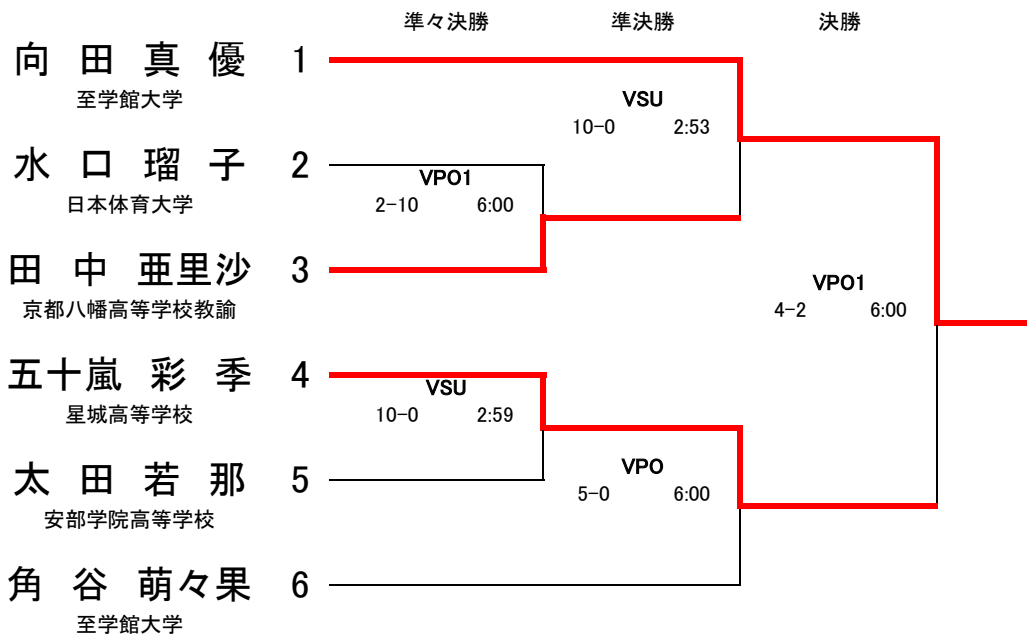 準々決勝 準決勝 決勝
向田真優 1
至学館大学
VSU
10-0 2:53
水口瑠子 2
日本体育大学
VPO1
2-10 6:00
田中亜里沙 3
京都八幡高等学校教諭
VPO1
4-2 6:00
五十嵐彩季 4
星城高等学校
VSU
10-0 2:59
太田若那 5
安部学院高等学校
VPO
5-0 6:00
角谷萌々果 6
至学館大学